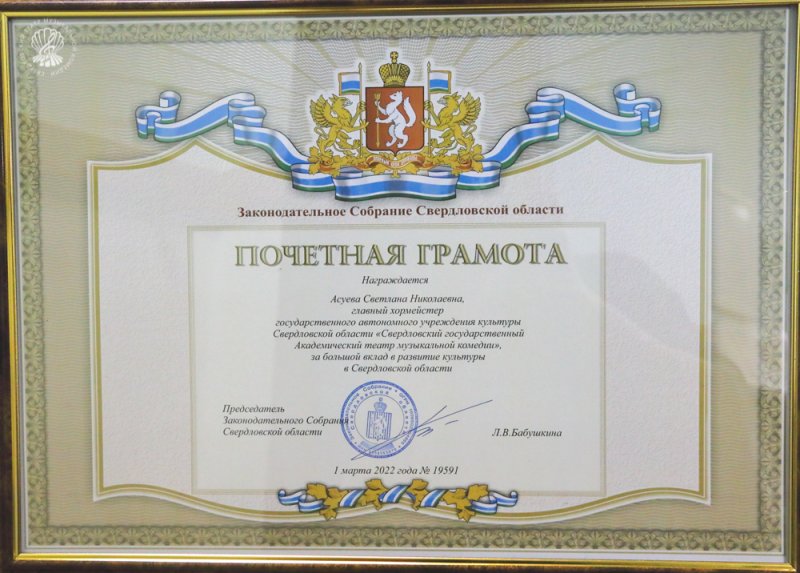 Законодательное Собрание Свердловской области
ПОЧЕТНАЯ ГРАМОТА
Награждается
Асуева Светлана Николаевна,
главный хормейстер
государственного автономного учреждения культуры
Свердловской области «Свердловский государственный
Академический театр музыкальной комедии»,
за большой вклад в развитие культуры
в Свердловской области
Председатель
Законодательного Собрания
Свердловской области
Л.В.Бабушкина
1 марта 2022 года № 19591